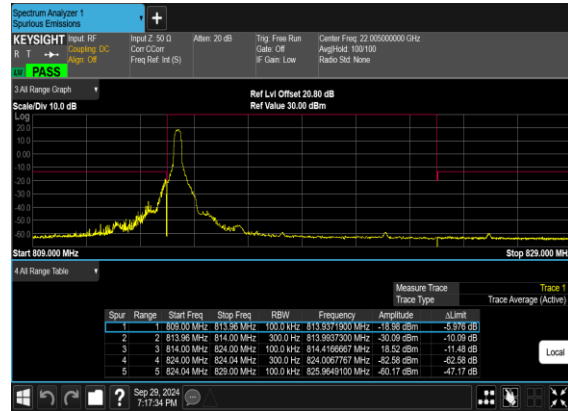 Spectrum Analyzer 1
Spurious Emissions
+
KEYSIGHT Input: RF Input Z: 50 Ω Atten: 20 dB Trig: Free Run Center Freq: 22.005000000 GHz
R T Coupling: DC Corr CCorr Gate: Off Avg|Hold: 100/100
Align: Off Freq Ref: Int (S) IF Gain: Low Radio Std: None
LW PASS
3 All Range Graph
Ref Lvl Offset 20.80 dB
Scale/Div 10.0 dB Ref Value 30.00 dBm
Log
20.0
10.0
0.00
-10.0
-20.0
-30.0
-40.0
-50.0
-60.0
Start 809.000 MHz Stop 829.000 MHz
4 All Range Table
Measure Trace Trace 1
Trace Type Trace Average (Active)
Spur Range Start Freq Stop Freq RBW Frequency Amplitude ΔLimit
1 1 809.00 MHz 813.96 MHz 100.0 kHz 813.9371900 MHz -18.98 dBm -5.976 dB
2 2 813.96 MHz 814.00 MHz 300.0 Hz 813.9937300 MHz -30.09 dBm -10.09 dB
3 3 814.00 MHz 824.00 MHz 100.0 kHz 814.4166667 MHz 18.52 dBm -11.48 dB
4 4 824.00 MHz 824.04 MHz 300.0 Hz 824.0067767 MHz -82.58 dBm -62.58 dB
5 5 824.04 MHz 829.00 MHz 100.0 kHz 825.9649100 MHz -60.17 dBm -47.17 dB
Local
?
Sep 29, 2024
7:17:34 PM